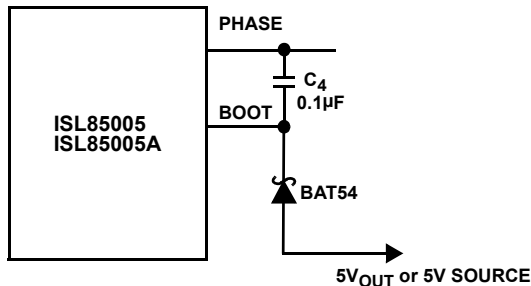 PHASE
C4
0.1µF
BOOT
ISL85005
ISL85005A
BAT54
5VOUT or 5V SOURCE